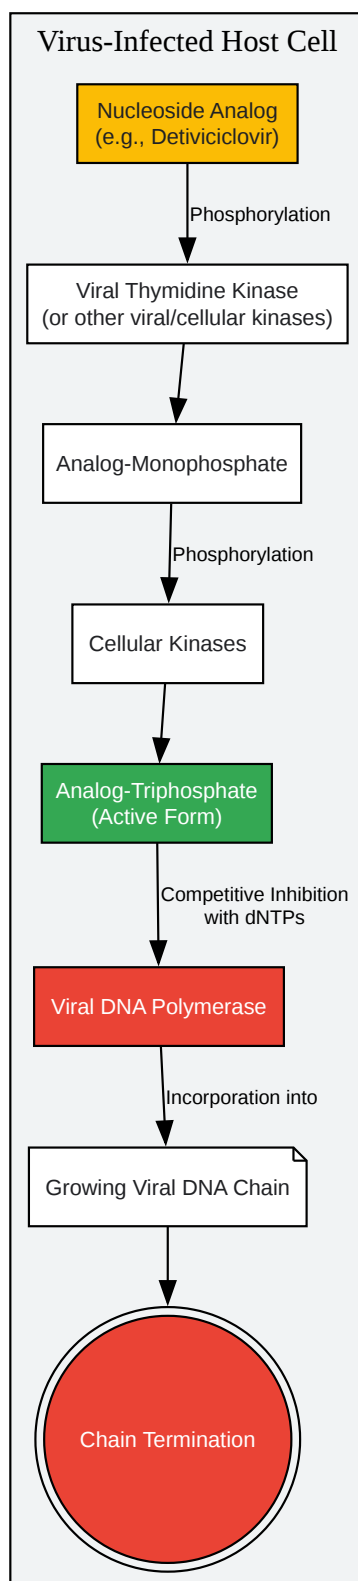 Virus-Infected Host Cell
Nucleoside Analog
(e.g., Detiviciclovir)
Phosphorylation
Viral Thymidine Kinase
(or other viral/cellular kinases)
Analog-Monophosphate
Phosphorylation
Cellular Kinases
Analog-Triphosphate
(Active Form)
Competitive Inhibition
with dNTPs
Viral DNA Polymerase
Incorporation into
Growing Viral DNA Chain
Chain Termination